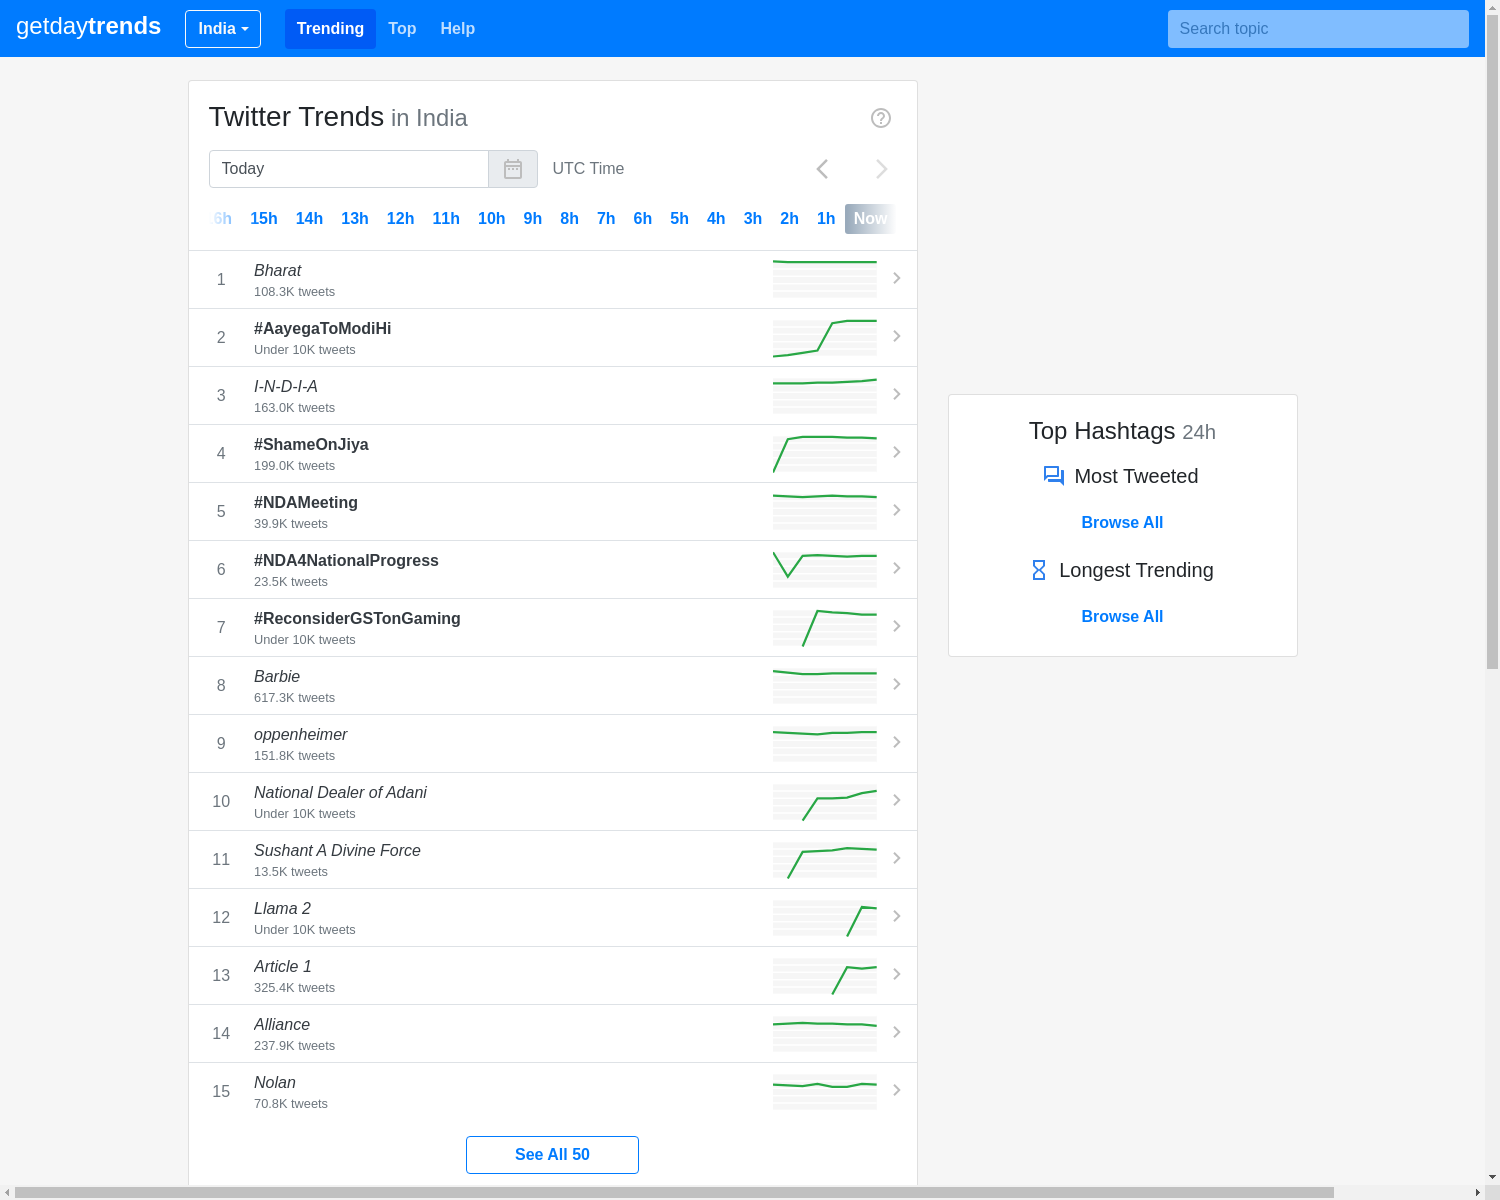 getdaytrends India Trending Top Help Search topic
Twitter Trends in India
Today UTC Time
6h 15h 14h 13h 12h 11h 10h 9h 8h 7h 6h 5h 4h 3h 2h 1h Now
1 Bharat
108.3K tweets
2 #AayegaToModiHi
Under 10K tweets
3 I-N-D-I-A
163.0K tweets
4 #ShameOnJiya
199.0K tweets
5 #NDAMeeting
39.9K tweets
6 #NDA4NationalProgress
23.5K tweets
7 #ReconsiderGSTonGaming
Under 10K tweets
8 Barbie
617.3K tweets
9 oppenheimer
151.8K tweets
10 National Dealer of Adani
Under 10K tweets
11 Sushant A Divine Force
13.5K tweets
12 Llama 2
Under 10K tweets
13 Article 1
325.4K tweets
14 Alliance
237.9K tweets
15 Nolan
70.8K tweets
See All 50
Top Hashtags 24h
Most Tweeted
Browse All
Longest Trending
Browse All